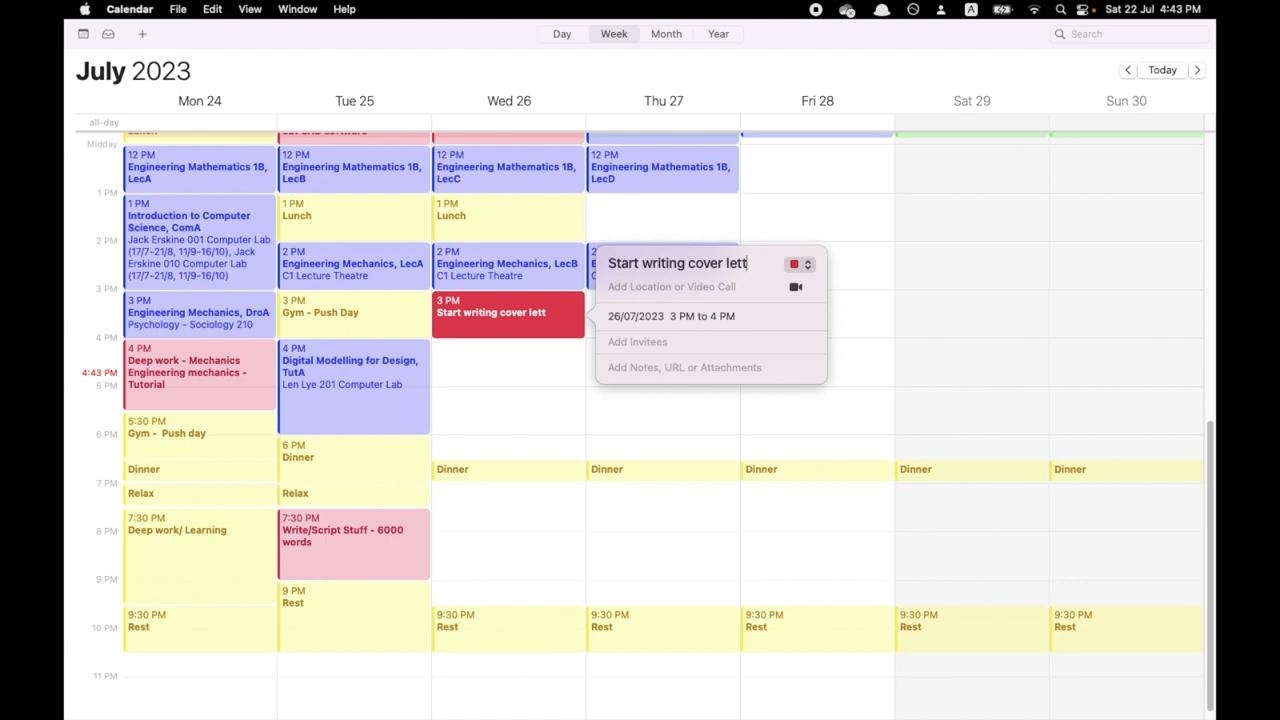 Calendar File Edit View Window Help
A Sat 22 Jul 4:43 PM
Day Week Month Year
Search
July 2023
Today
Mon 24 Tue 25 Wed 26 Thu 27 Fri 28 Sat 29 Sun 30
all-day
Lunch
Midday
1 PM
2 PM
3 PM
4 PM
4:43 PM
5 PM
6 PM
7 PM
8 PM
9 PM
10 PM
11 PM
12 PM
Engineering Mathematics 1B,
LecA
1 PM
Introduction to Computer
Science, ComA
Jack Erskine 001 Computer Lab
(17/7-21/8, 11/9-16/10), Jack
Erskine 010 Computer Lab
(17/7-21/8, 11/9-16/10)
3 PM
Engineering Mechanics, DroA
Psychology - Sociology 210
4 PM
Deep work - Mechanics
Engineering mechanics -
Tutorial
5:30 PM
Gym - Push day
Dinner
Relax
7:30 PM
Deep work/ Learning
9:30 PM
Rest
12 PM
Engineering Mathematics 1B,
LecB
1 PM
Lunch
2 PM
Engineering Mechanics, LecA
C1 Lecture Theatre
3 PM
Gym - Push Day
4 PM
Digital Modelling for Design,
TutA
Len Lye 201 Computer Lab
6 PM
Dinner
Relax
7:30 PM
Write/Script Stuff - 6000
words
9 PM
Rest
12 PM
Engineering Mathematics 1B,
LecC
1 PM
Lunch
2 PM
Engineering Mechanics, LecB
C1 Lecture Theatre
3 PM
Start writing cover lett
Dinner
9:30 PM
Rest
12 PM
Engineering Mathematics 1B,
LecD
Start writing cover lett
Add Location or Video Call
26/07/2023 3 PM to 4 PM
Add Invitees
Add Notes, URL or Attachments
Dinner
9:30 PM
Rest
Dinner
9:30 PM
Rest
Dinner
9:30 PM
Rest
Dinner
9:30 PM
Rest